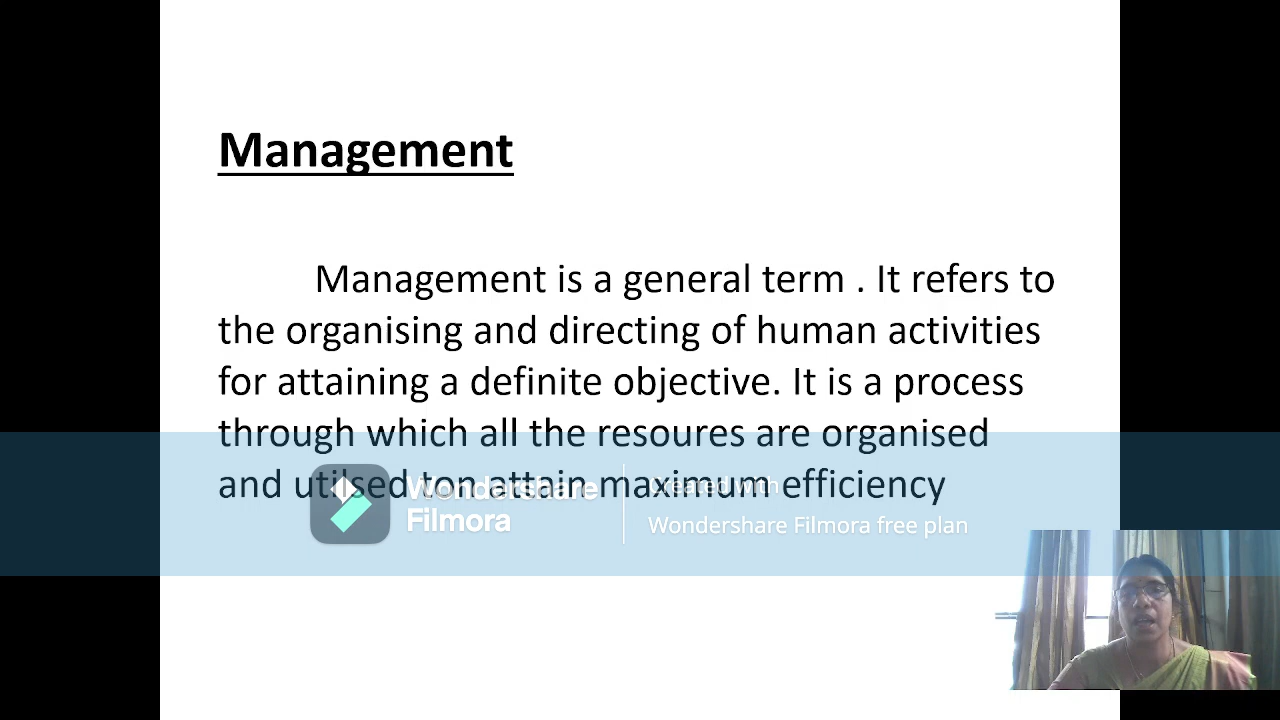 Management
Management is a general term . It refers to
the organising and directing of human activities
for attaining a definite objective. It is a process
through which all the resoures are organised
and utilsed ton attain maximum efficiency
Wondershare
Filmora
Created with
Wondershare Filmora free plan